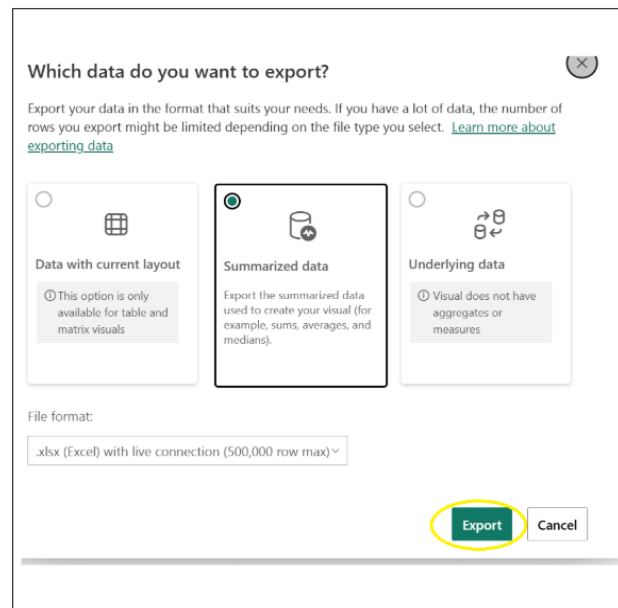 Which data do you want to export?
Export your data in the format that suits your needs. If you have a lot of data, the number of
rows you export might be limited depending on the file type you select. Learn more about
exporting data
Data with current layout
This option is only
available for table and
matrix visuals
Summarized data
Export the summarized data
used to create your visual (for
example, sums, averages, and
medians).
Underlying data
Visual does not have
aggregates or
measures
File format:
.xlsx (Excel) with live connection (500,000 row max)
Export
Cancel